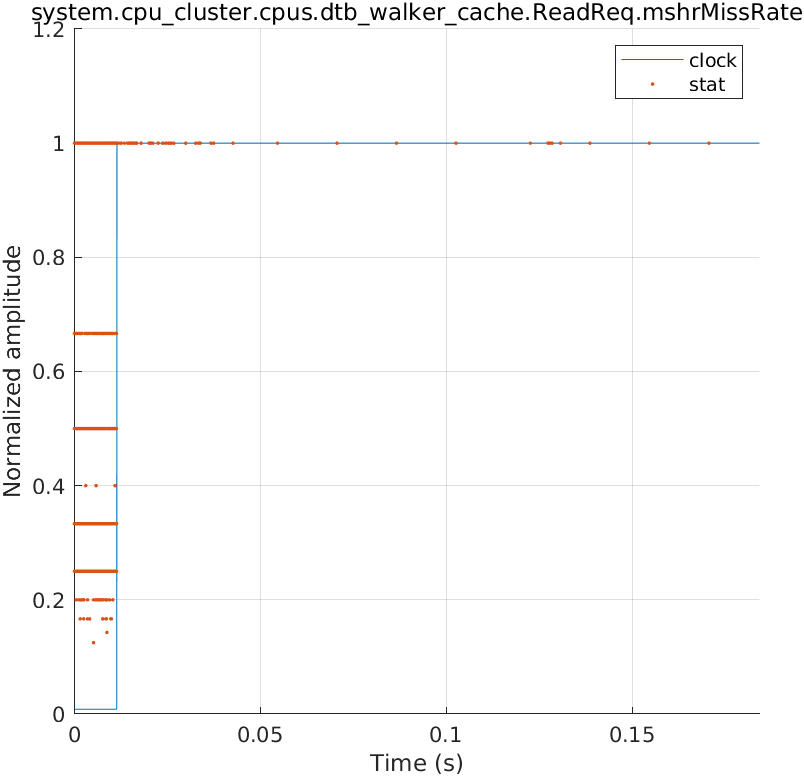 system.cpu_cluster.cpus.dtb_walker_cache.ReadReq.mshrMissRate
1.2
clock
stat
1
0.8
0.6
0.4
0.2
0
Normalized amplitude
0
0.05
0.1
0.15
Time (s)